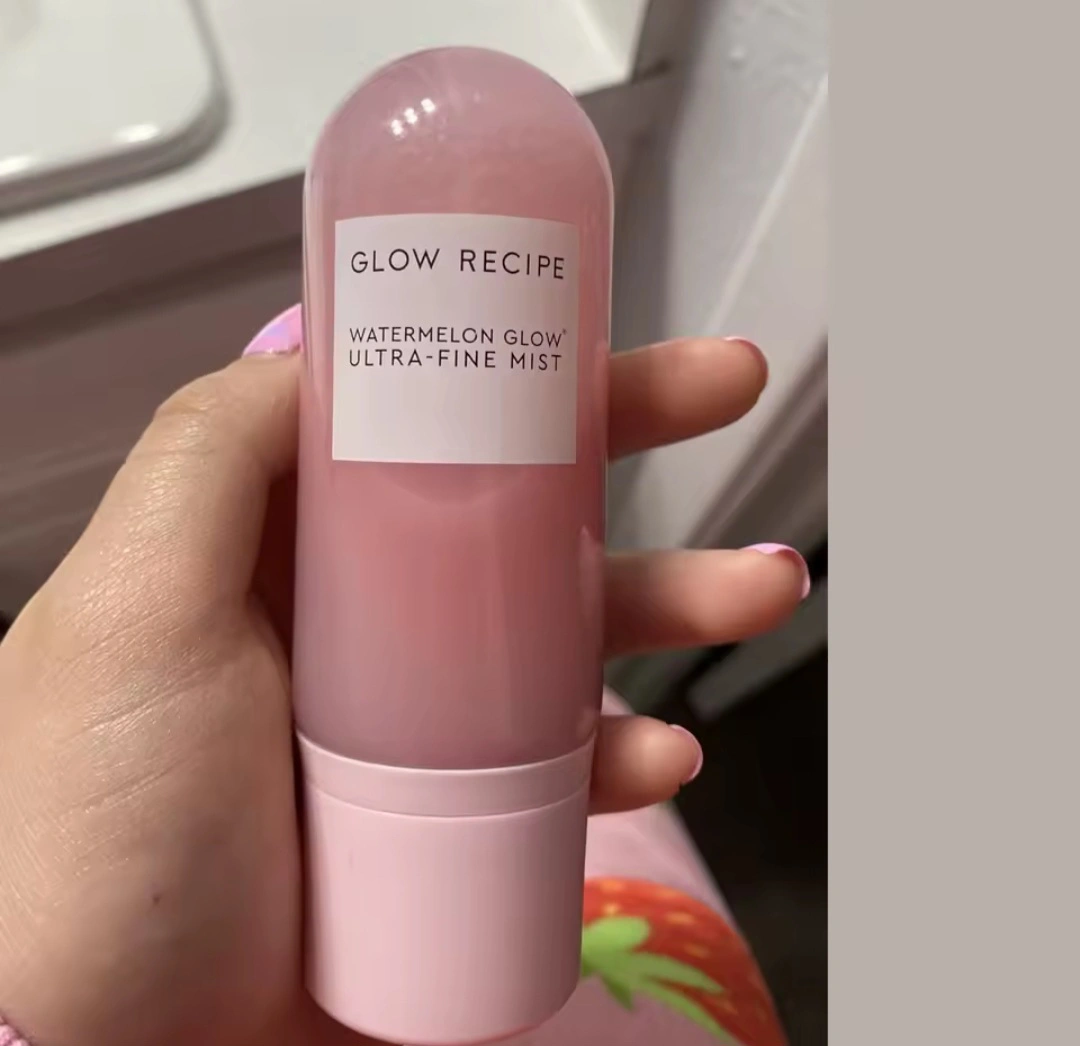 GLOW RECIPE
WATERMELON GLOW®
ULTRA-FINE MIST